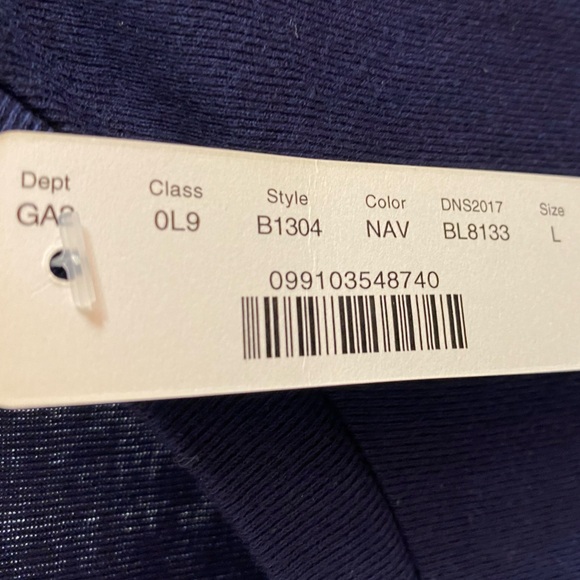 Dept Class Style Color DNS2017 Size
0L9 B1304 NAV BL8133 L
099103548740